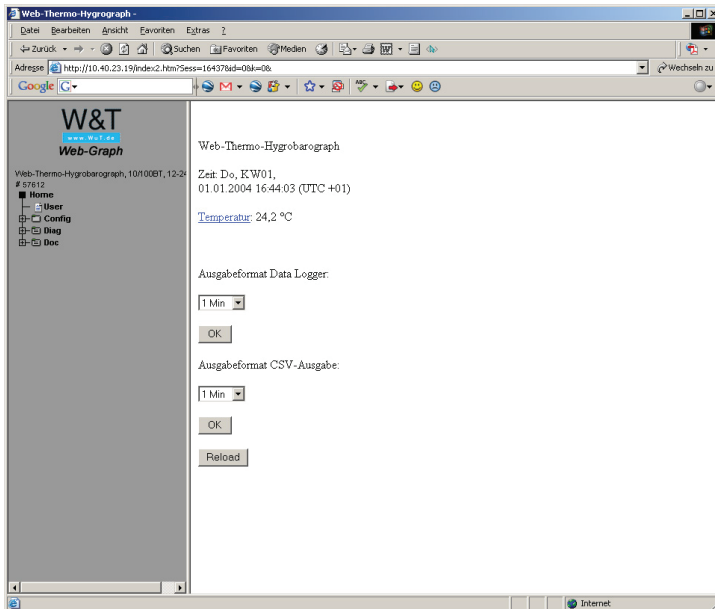 Web-Thermo-Hygrograph -
Datei Bearbeiten Ansicht Favoriten Extras ?
Zurück Suchen Favoriten Medien
Adresse http://10.40.23.19/index2.htm?Sess=16437&id=0&k=0& Wechseln zu
Google G
W&T
www.WuT.de
Web-Graph
Web-Thermo-Hygrobarograph, 10/100BT, 12-24
# 57612
Home
User
Config
Diag
Doc
Web-Thermo-Hygrobarograph
Zeit: Do, KW01,
01.01.2004 16:44:03 (UTC +01)
Temperatur: 24,2 °C
Ausgabeformat Data Logger:
1 Min
OK
Ausgabeformat CSV-Ausgabe:
1 Min
OK
Reload
Internet